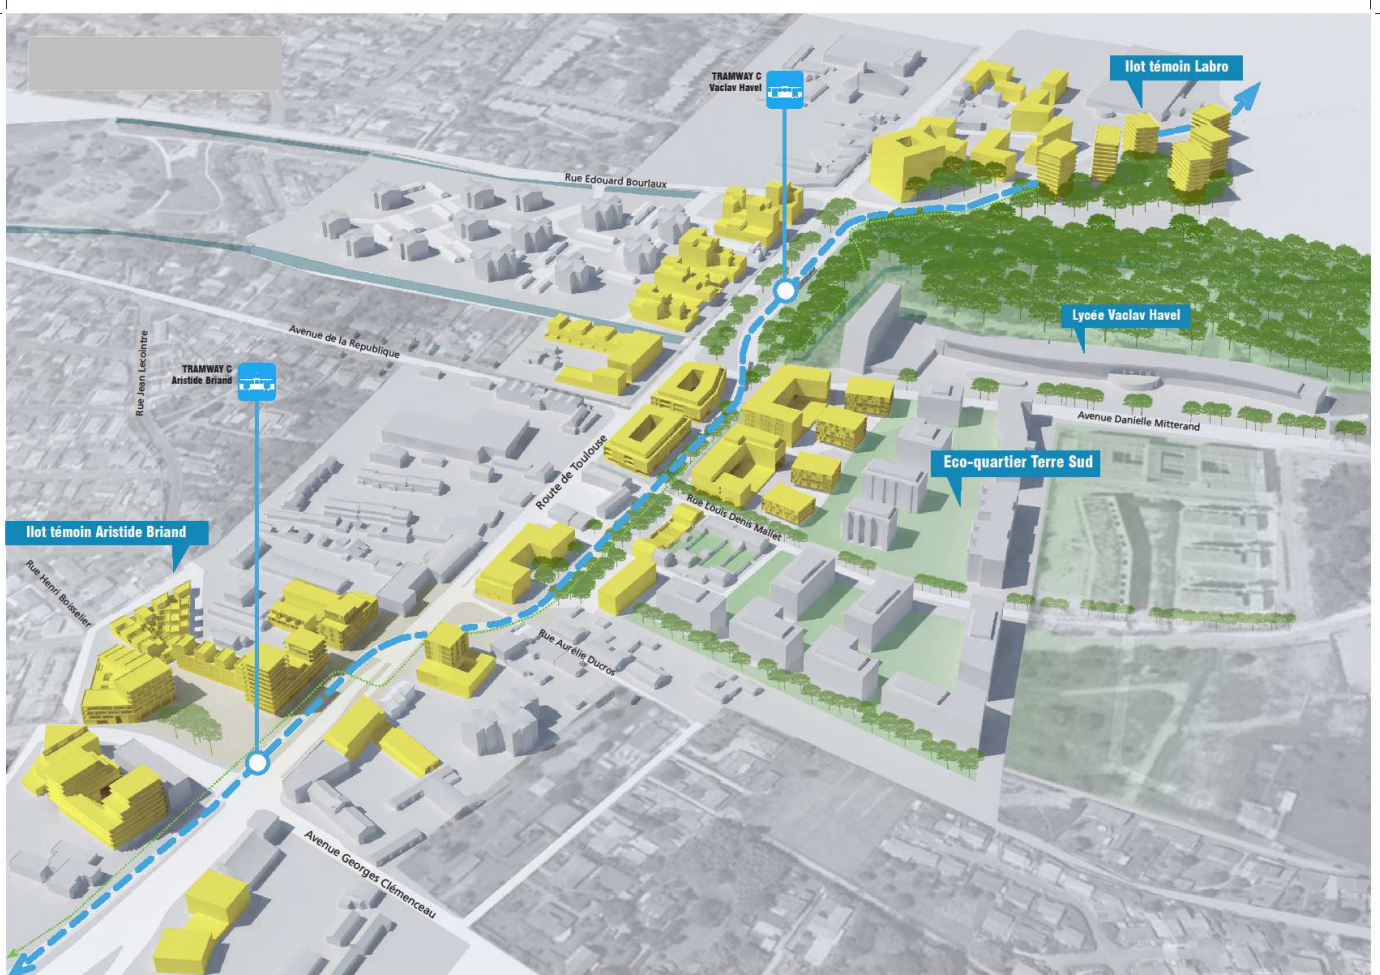 TRAMWAY C
Vaclav Havel
Ilot témoin Labro
Rue Edouard Bourlaux
Lycée Vaclav Havel
Avenue de la Republique
Rue Jean Lecointre
TRAMWAY C
Aristide Briand
Avenue Danielle Mitterand
Route de Toulouse
Eco-quartier Terre Sud
Rue Louis Denis Mallet
Ilot témoin Aristide Briand
Rue Henri Boisselier
Rue Aurélie Ducros
Avenue Georges Clémenceau